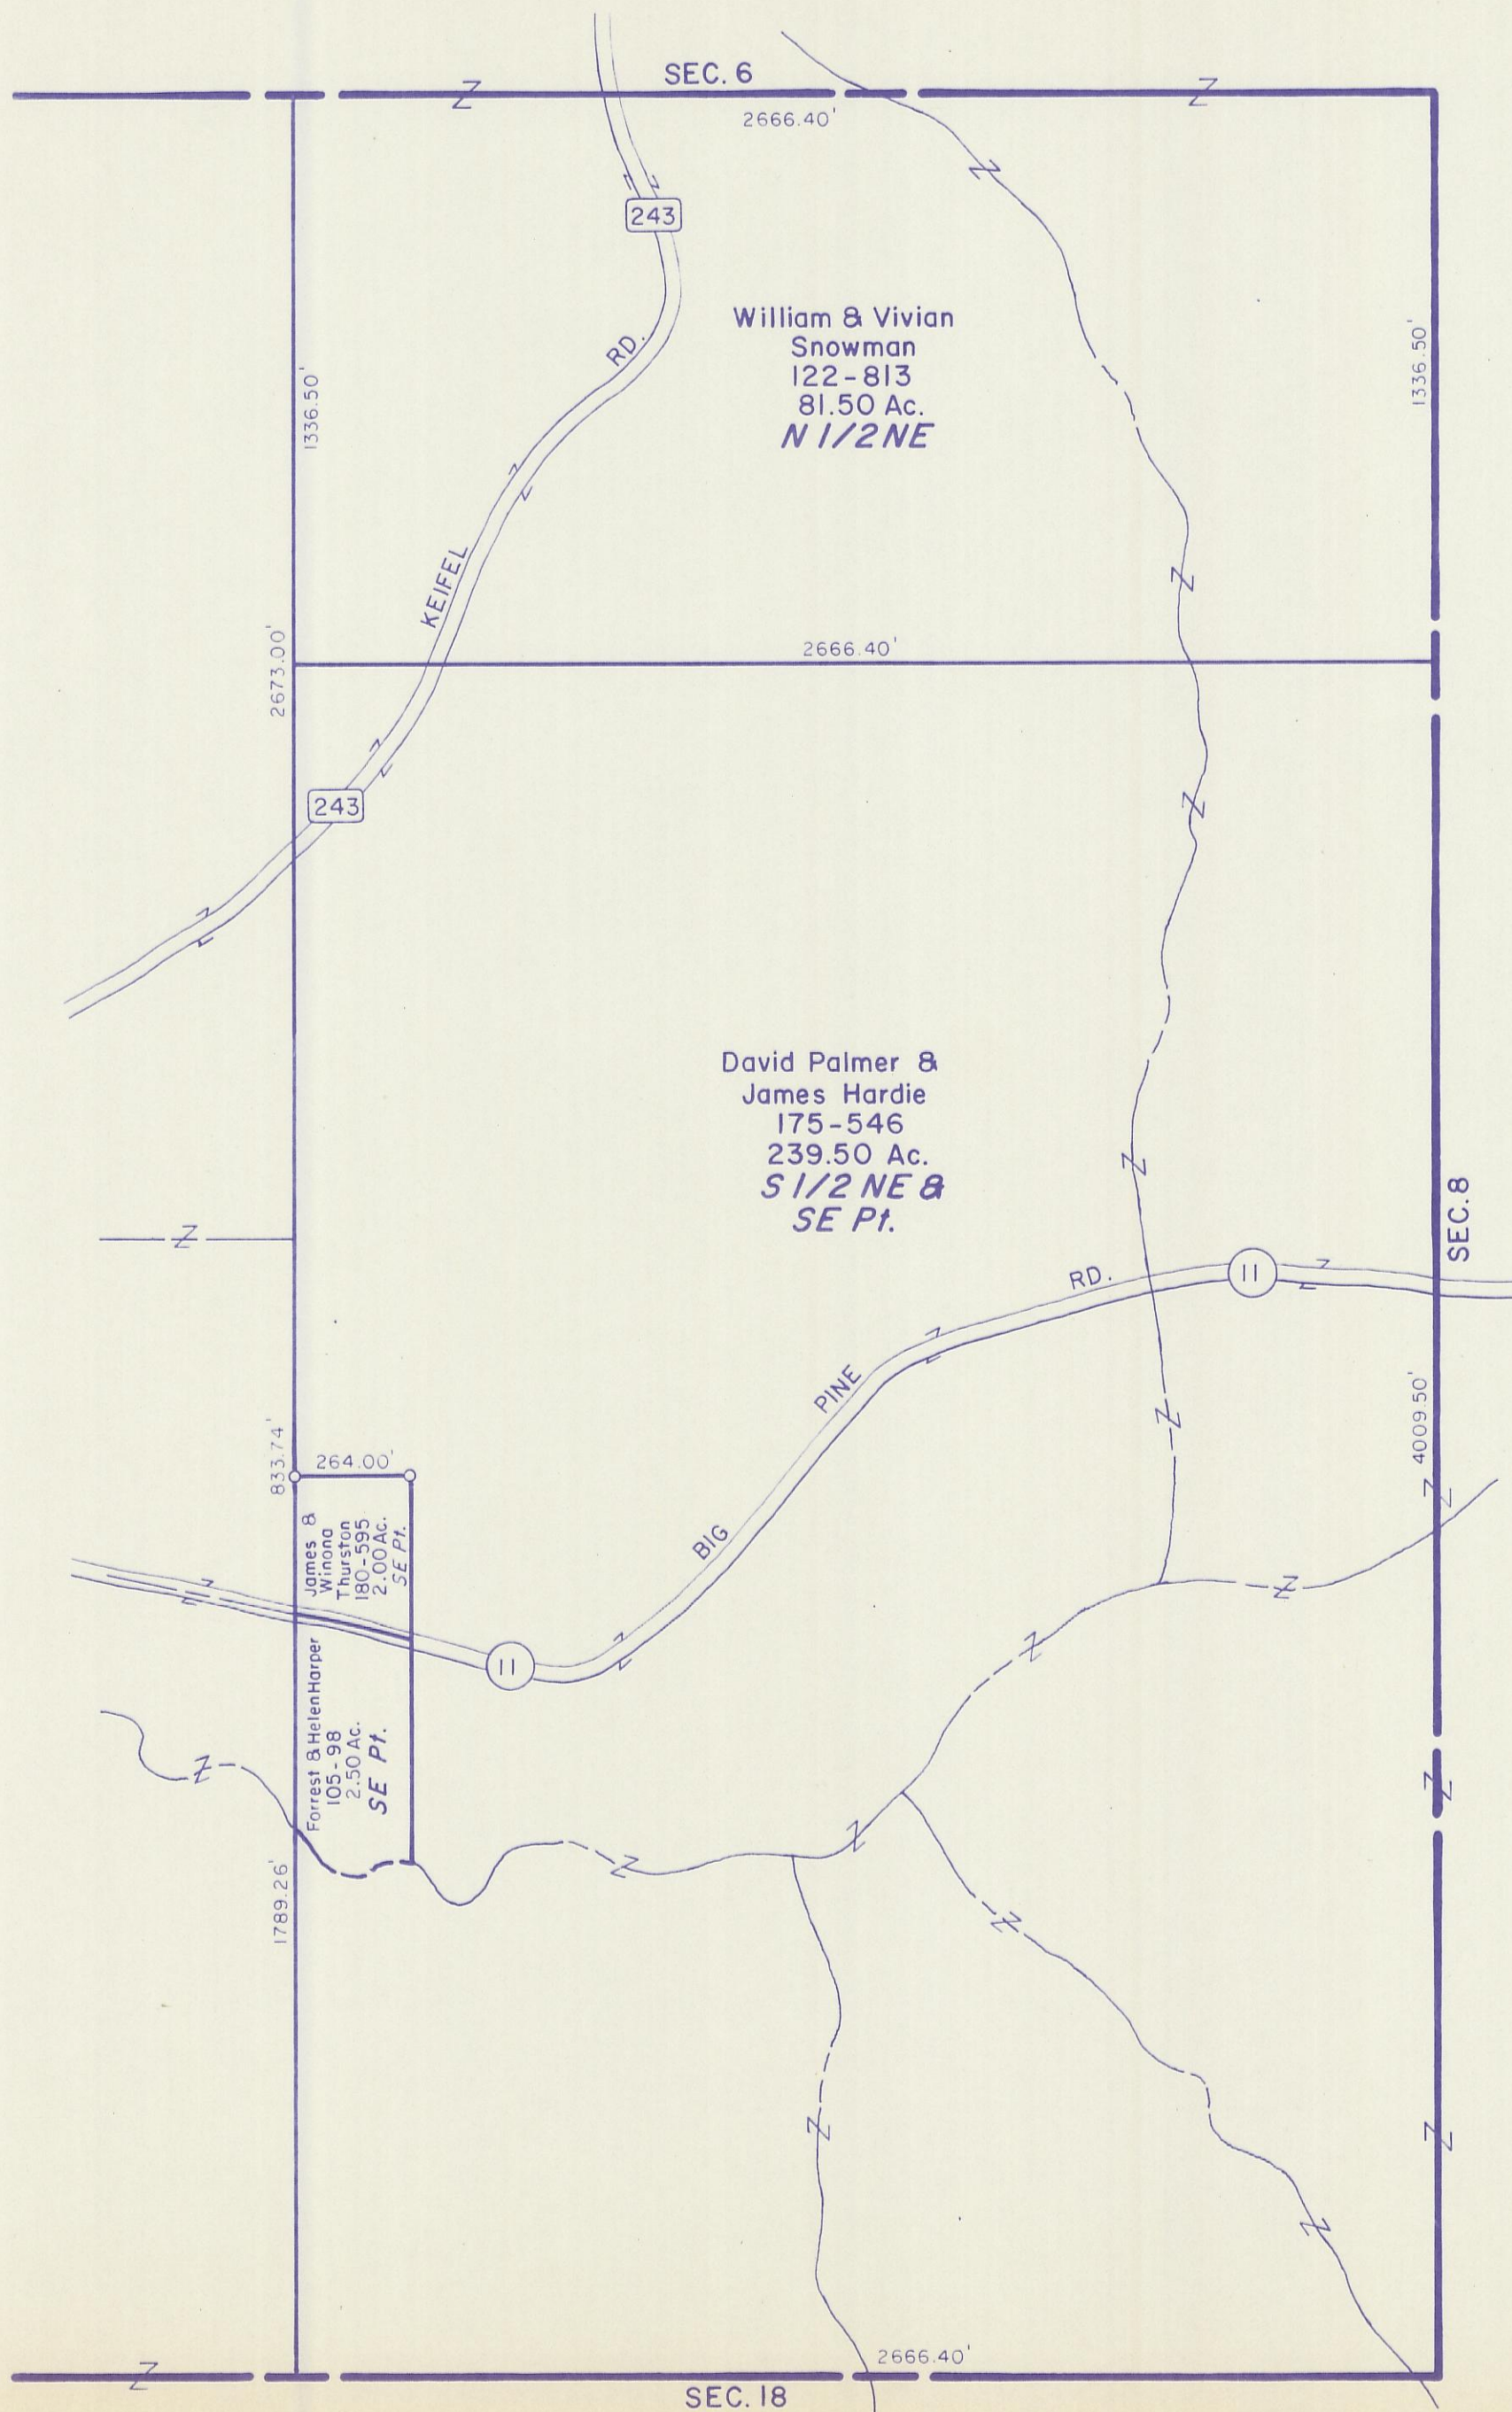 SEC. 6
2666.40'
243
RD.
KEIFEL
William & Vivian
Snowman
122-813
81.50 Ac.
N 1/2 NE
1336.50'
1336.50'
2673.00'
2666.40'
243
David Palmer &
James Hardie
175-546
239.50 Ac.
S 1/2 NE &
SE Pt.
SEC. 8
RD.
11
PINE
BIG
4009.50'
833.74'
264.00'
James &
Winona
Thurston
180-595
2.00 Ac.
SE Pt.
11
Forrest & Helen Harper
105-98
2.50 Ac.
SE Pt.
1789.26'
2666.40'
SEC. 18